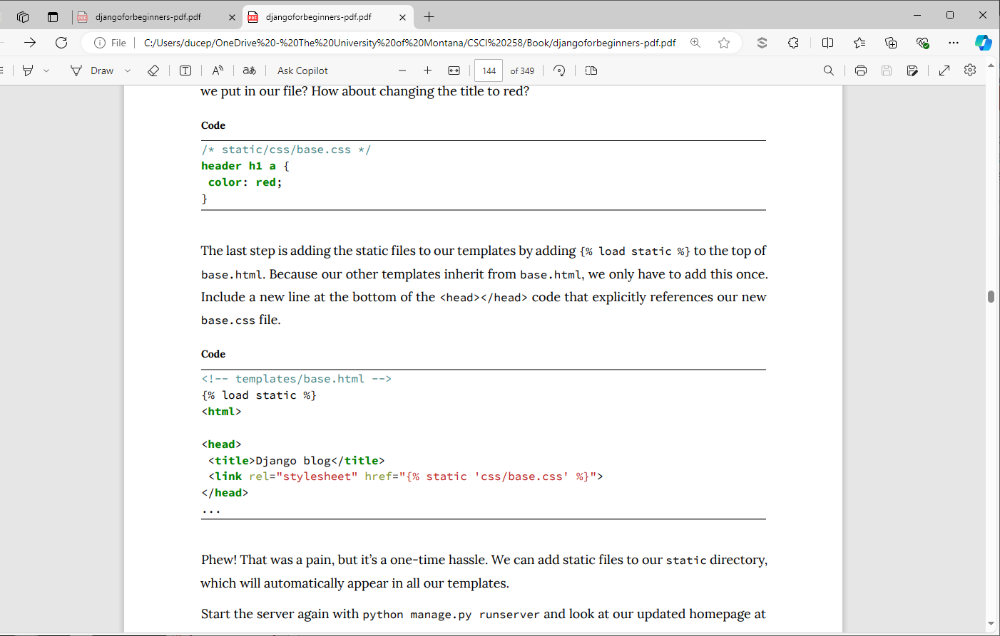 djangoforbeginners-pdf.pdf
djangoforbeginners-pdf.pdf
File
C:/Users/ducep/OneDrive%20-%20The%20University%20of%20Montana/CSCI%20258/Book/djangoforbeginners-pdf.pdf
Draw
T
A
aあ
Ask Copilot
144
of 349
we put in our file? How about changing the title to red?
Code
/* static/css/base.css */
header h1 a {
 color: red;
}
The last step is adding the static files to our templates by adding {% load static %} to the top of
base.html. Because our other templates inherit from base.html, we only have to add this once.
Include a new line at the bottom of the <head></head> code that explicitly references our new
base.css file.
Code
<!-- templates/base.html -->
{% load static %}
<html>
<head>
 <title>Django blog</title>
 <link rel="stylesheet" href="{% static 'css/base.css' %}">
</head>
...
Phew! That was a pain, but it’s a one-time hassle. We can add static files to our static directory,
which will automatically appear in all our templates.
Start the server again with python manage.py runserver and look at our updated homepage at